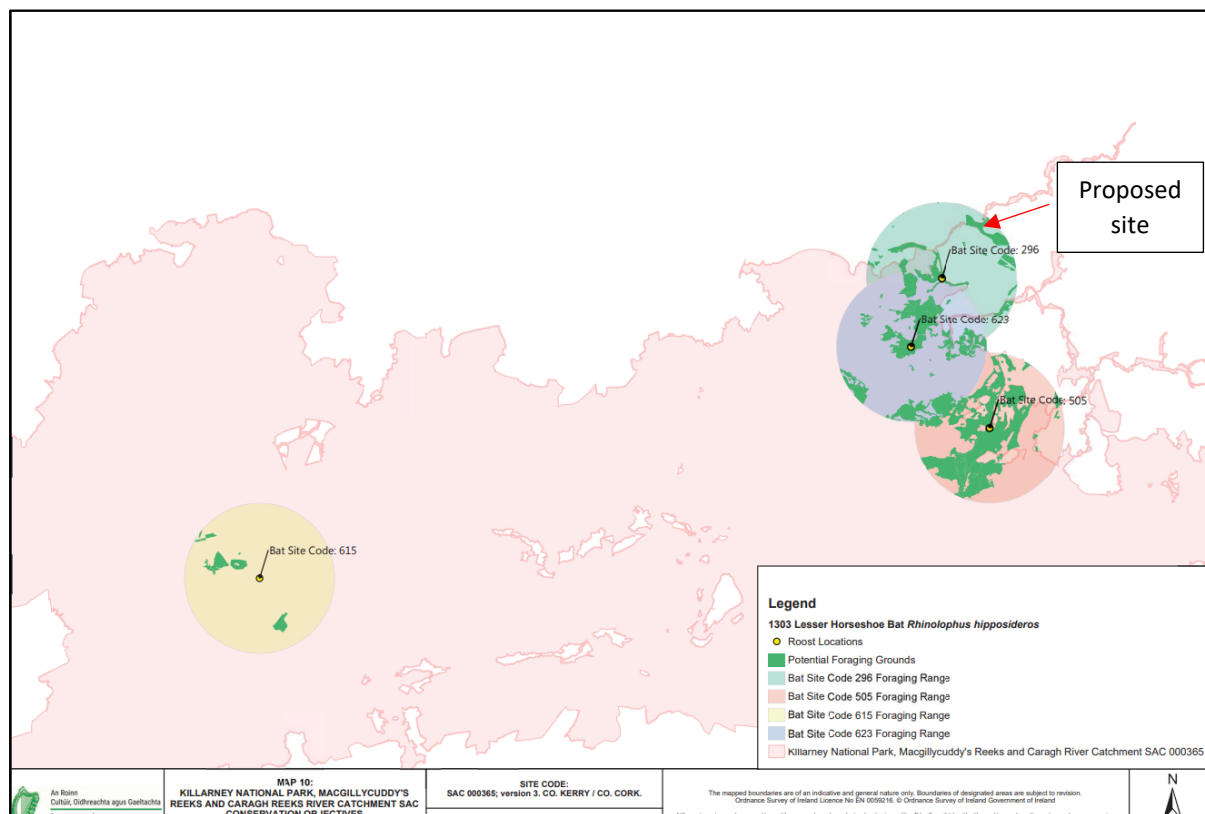 Proposed
site
Bat Site Code: 296
Bat Site Code: 623
Bat Site Code: 505
Bat Site Code: 615
Legend
1303 Lesser Horseshoe Bat Rhinolophus hipposideros
Roost Locations
Potential Foraging Grounds
Bat Site Code 296 Foraging Range
Bat Site Code 505 Foraging Range
Bat Site Code 615 Foraging Range
Bat Site Code 623 Foraging Range
Killarney National Park, Macgillycuddy's Reeks and Caragh River Catchment SAC 000365
An Roinn
Cultúir, Oidhreachta agus Gaeltachta
MAP 10:
KILLARNEY NATIONAL PARK, MACGILLYCUDDY'S
REEKS AND CARAGH REEKS RIVER CATCHMENT SAC
CONSERVATION OBJECTIVES
SITE CODE:
SAC 000365; version 3. CO. KERRY / CO. CORK.
The mapped boundaries are of an indicative and general nature only. Boundaries of designated areas are subject to revision.
Ordnance Survey of Ireland Licence No EN 0059216. © Ordnance Survey of Ireland Government of Ireland
N